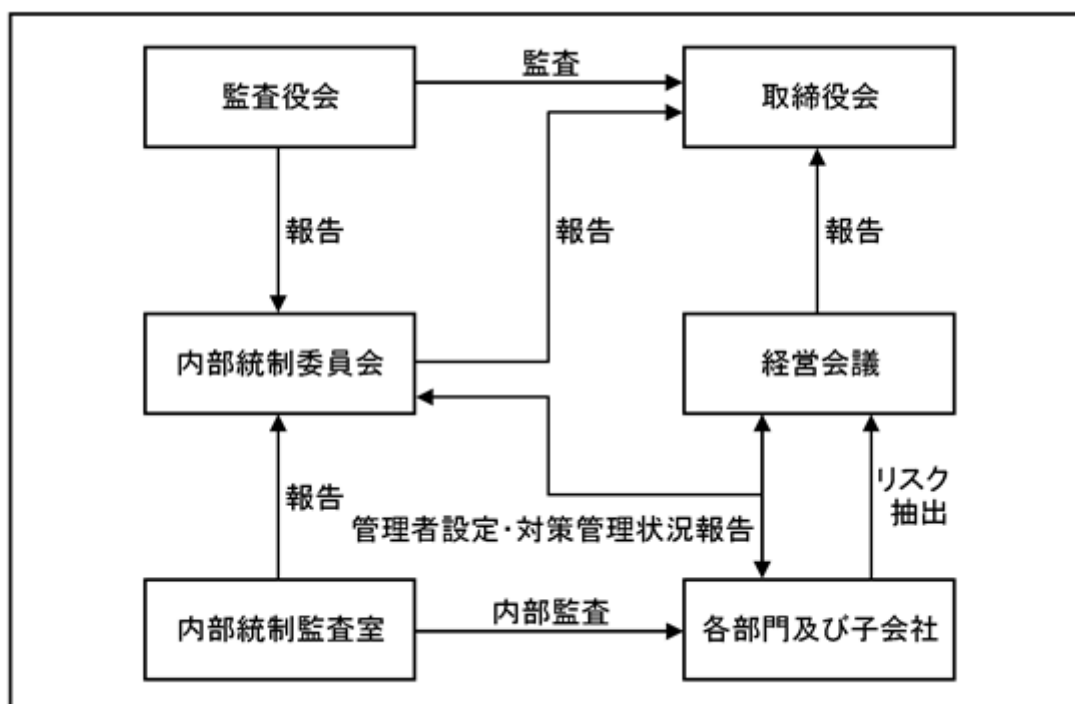 監査役会
監査
取締役会
報告
報告
報告
内部統制委員会
経営会議
報告
リスク
抽出
管理者設定・対策管理状況報告
内部統制監査室
内部監査
各部門及び子会社